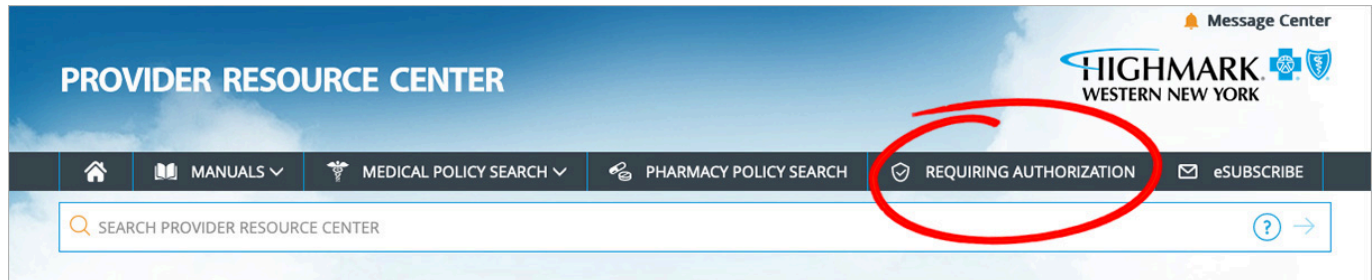 Message Center
PROVIDER RESOURCE CENTER
HIGHMARK.
WESTERN NEW YORK
MANUALS
MEDICAL POLICY SEARCH
PHARMACY POLICY SEARCH
REQUIRING AUTHORIZATION
eSUBSCRIBE
SEARCH PROVIDER RESOURCE CENTER
?